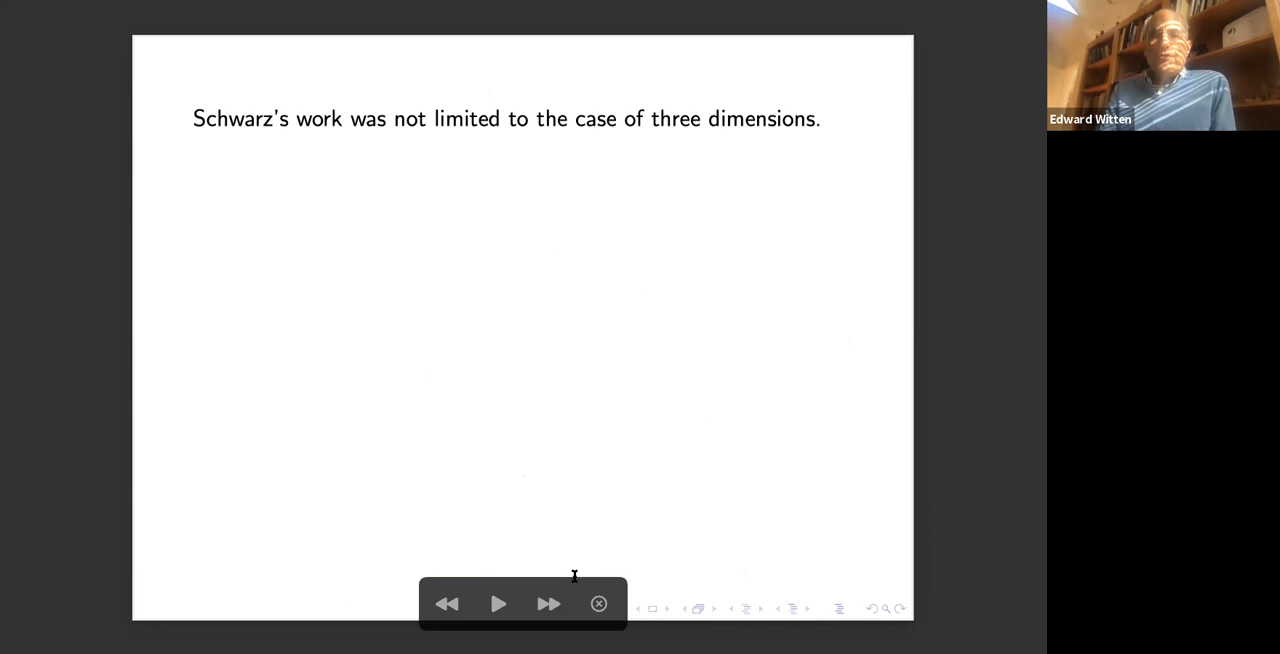 Schwarz's work was not limited to the case of three dimensions.
Edward Witten